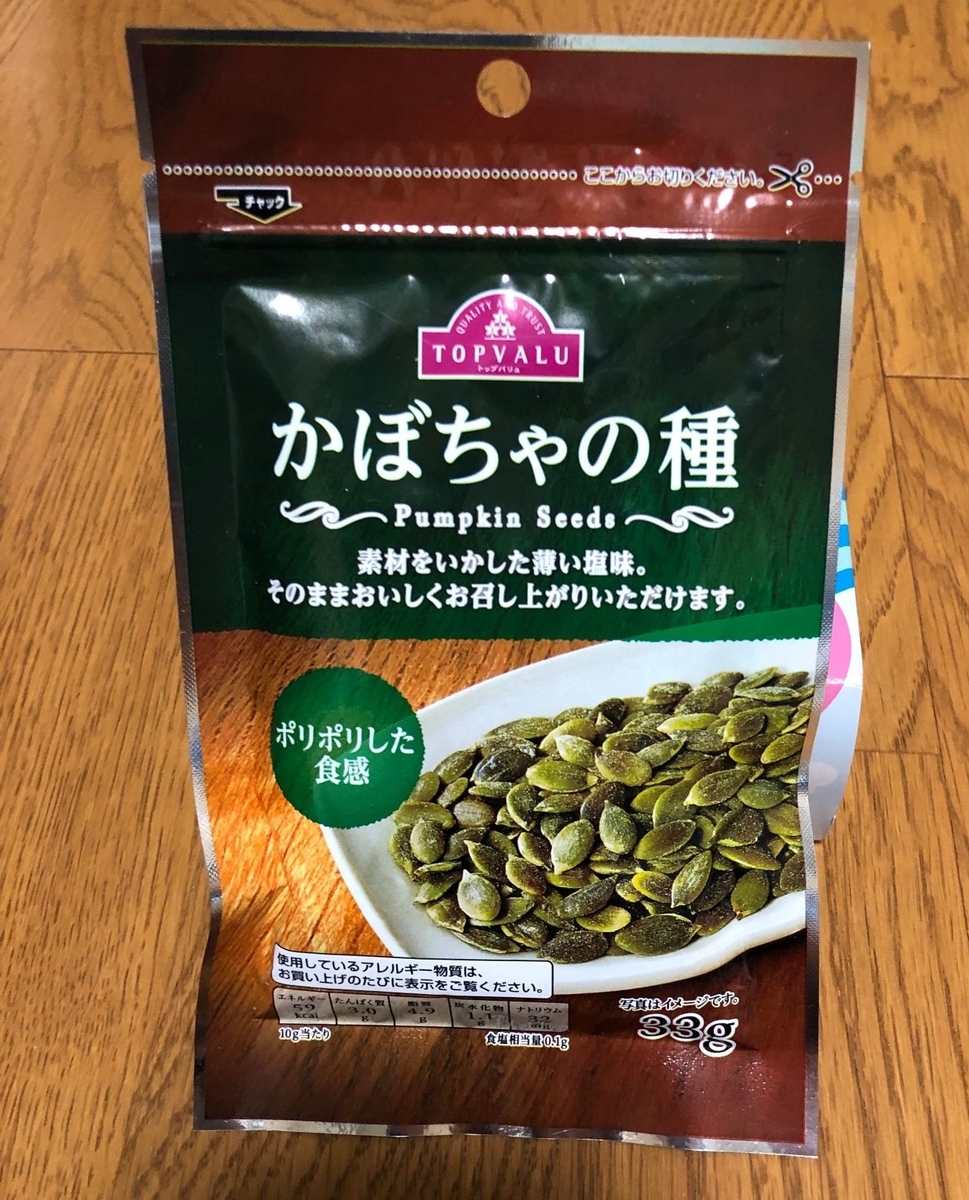 ここからお切りください。
チャック
QUALITY AND TRUST
TOPVALU
トップバリュ
かぼちゃの種
Pumpkin Seeds
素材をいかした薄い塩味。
そのままおいしくお召し上がりいただけます。
ポリポリした
食感
使用しているアレルギー物質は、
お買い上げのたびに表示をご覧ください。
エネルギー たんぱく質 脂質 炭水化物 ナトリウム
59 3.0 4.9 1.1 32
kcal g g g mg
10g当たり 食塩相当量0.1g
写真はイメージです。
33g